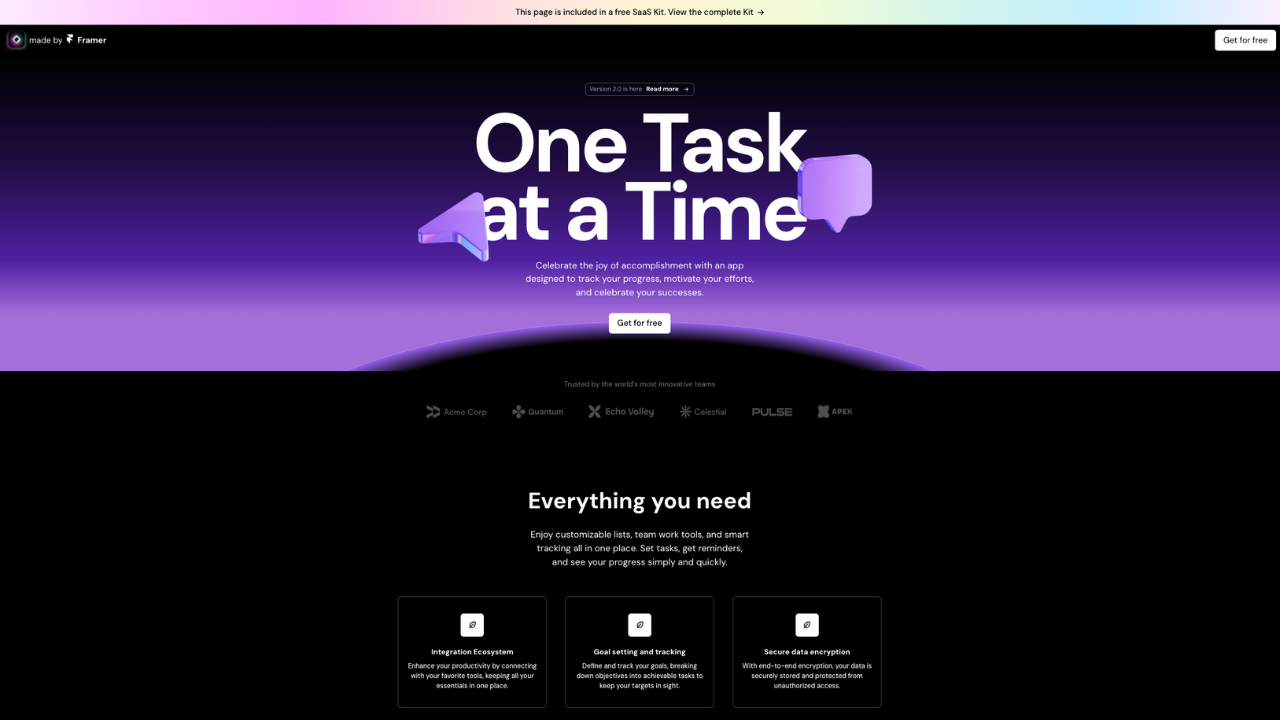 This page is included in a free SaaS Kit. View the complete Kit →
made by Framer
Get for free
Version 2.0 is here Read more →
One Task
at a Time
Celebrate the joy of accomplishment with an app
designed to track your progress, motivate your efforts,
and celebrate your successes.
Get for free
Trusted by the world's most innovative teams
Acme Corp Quantum Echo Valley Celestial PULSE APEX
Everything you need
Enjoy customizable lists, team work tools, and smart
tracking all in one place. Set tasks, get reminders,
and see your progress simply and quickly.
Integration Ecosystem
Enhance your productivity by connecting
with your favorite tools, keeping all your
essentials in one place.
Goal setting and tracking
Define and track your goals, breaking
down objectives into achievable tasks to
keep your targets in sight.
Secure data encryption
With end-to-end encryption, your data is
securely stored and protected from
unauthorized access.